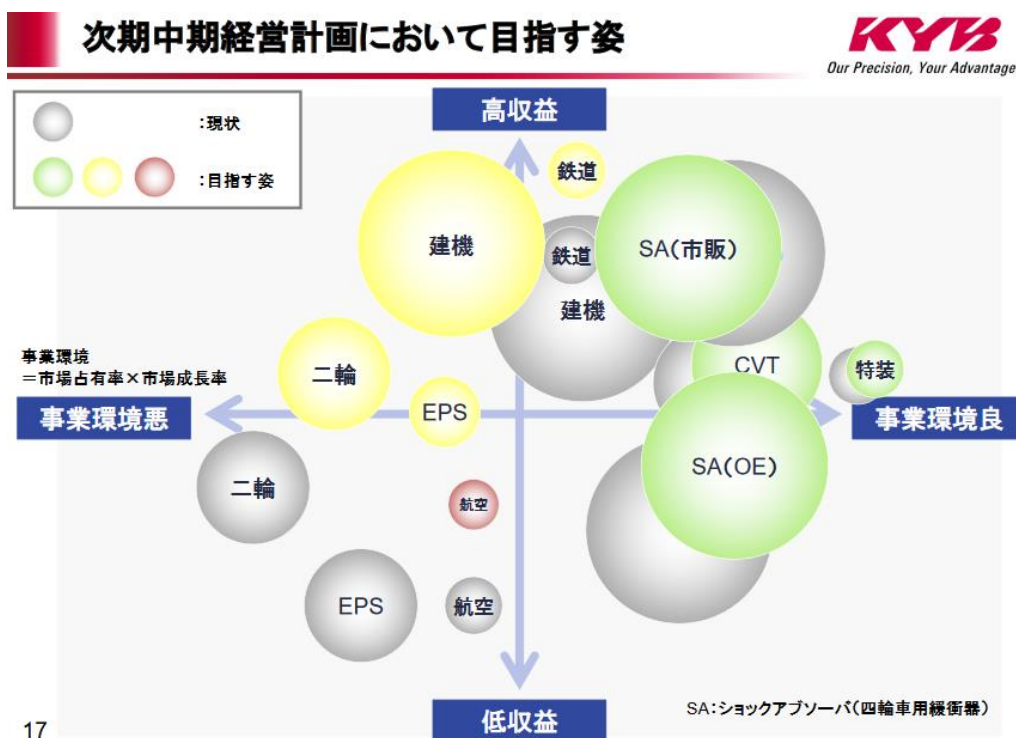 次期中期経営計画において目指す姿
KYB
Our Precision, Your Advantage
:現状
:目指す姿
高収益
鉄道
建機
鉄道
SA(市販)
建機
事業環境
=市場占有率×市場成長率
二輪
CVT
特装
事業環境悪
EPS
事業環境良
SA(OE)
二輪
航空
EPS
航空
低収益
SA:ショックアブソーバ(四輪車用緩衝器)
17